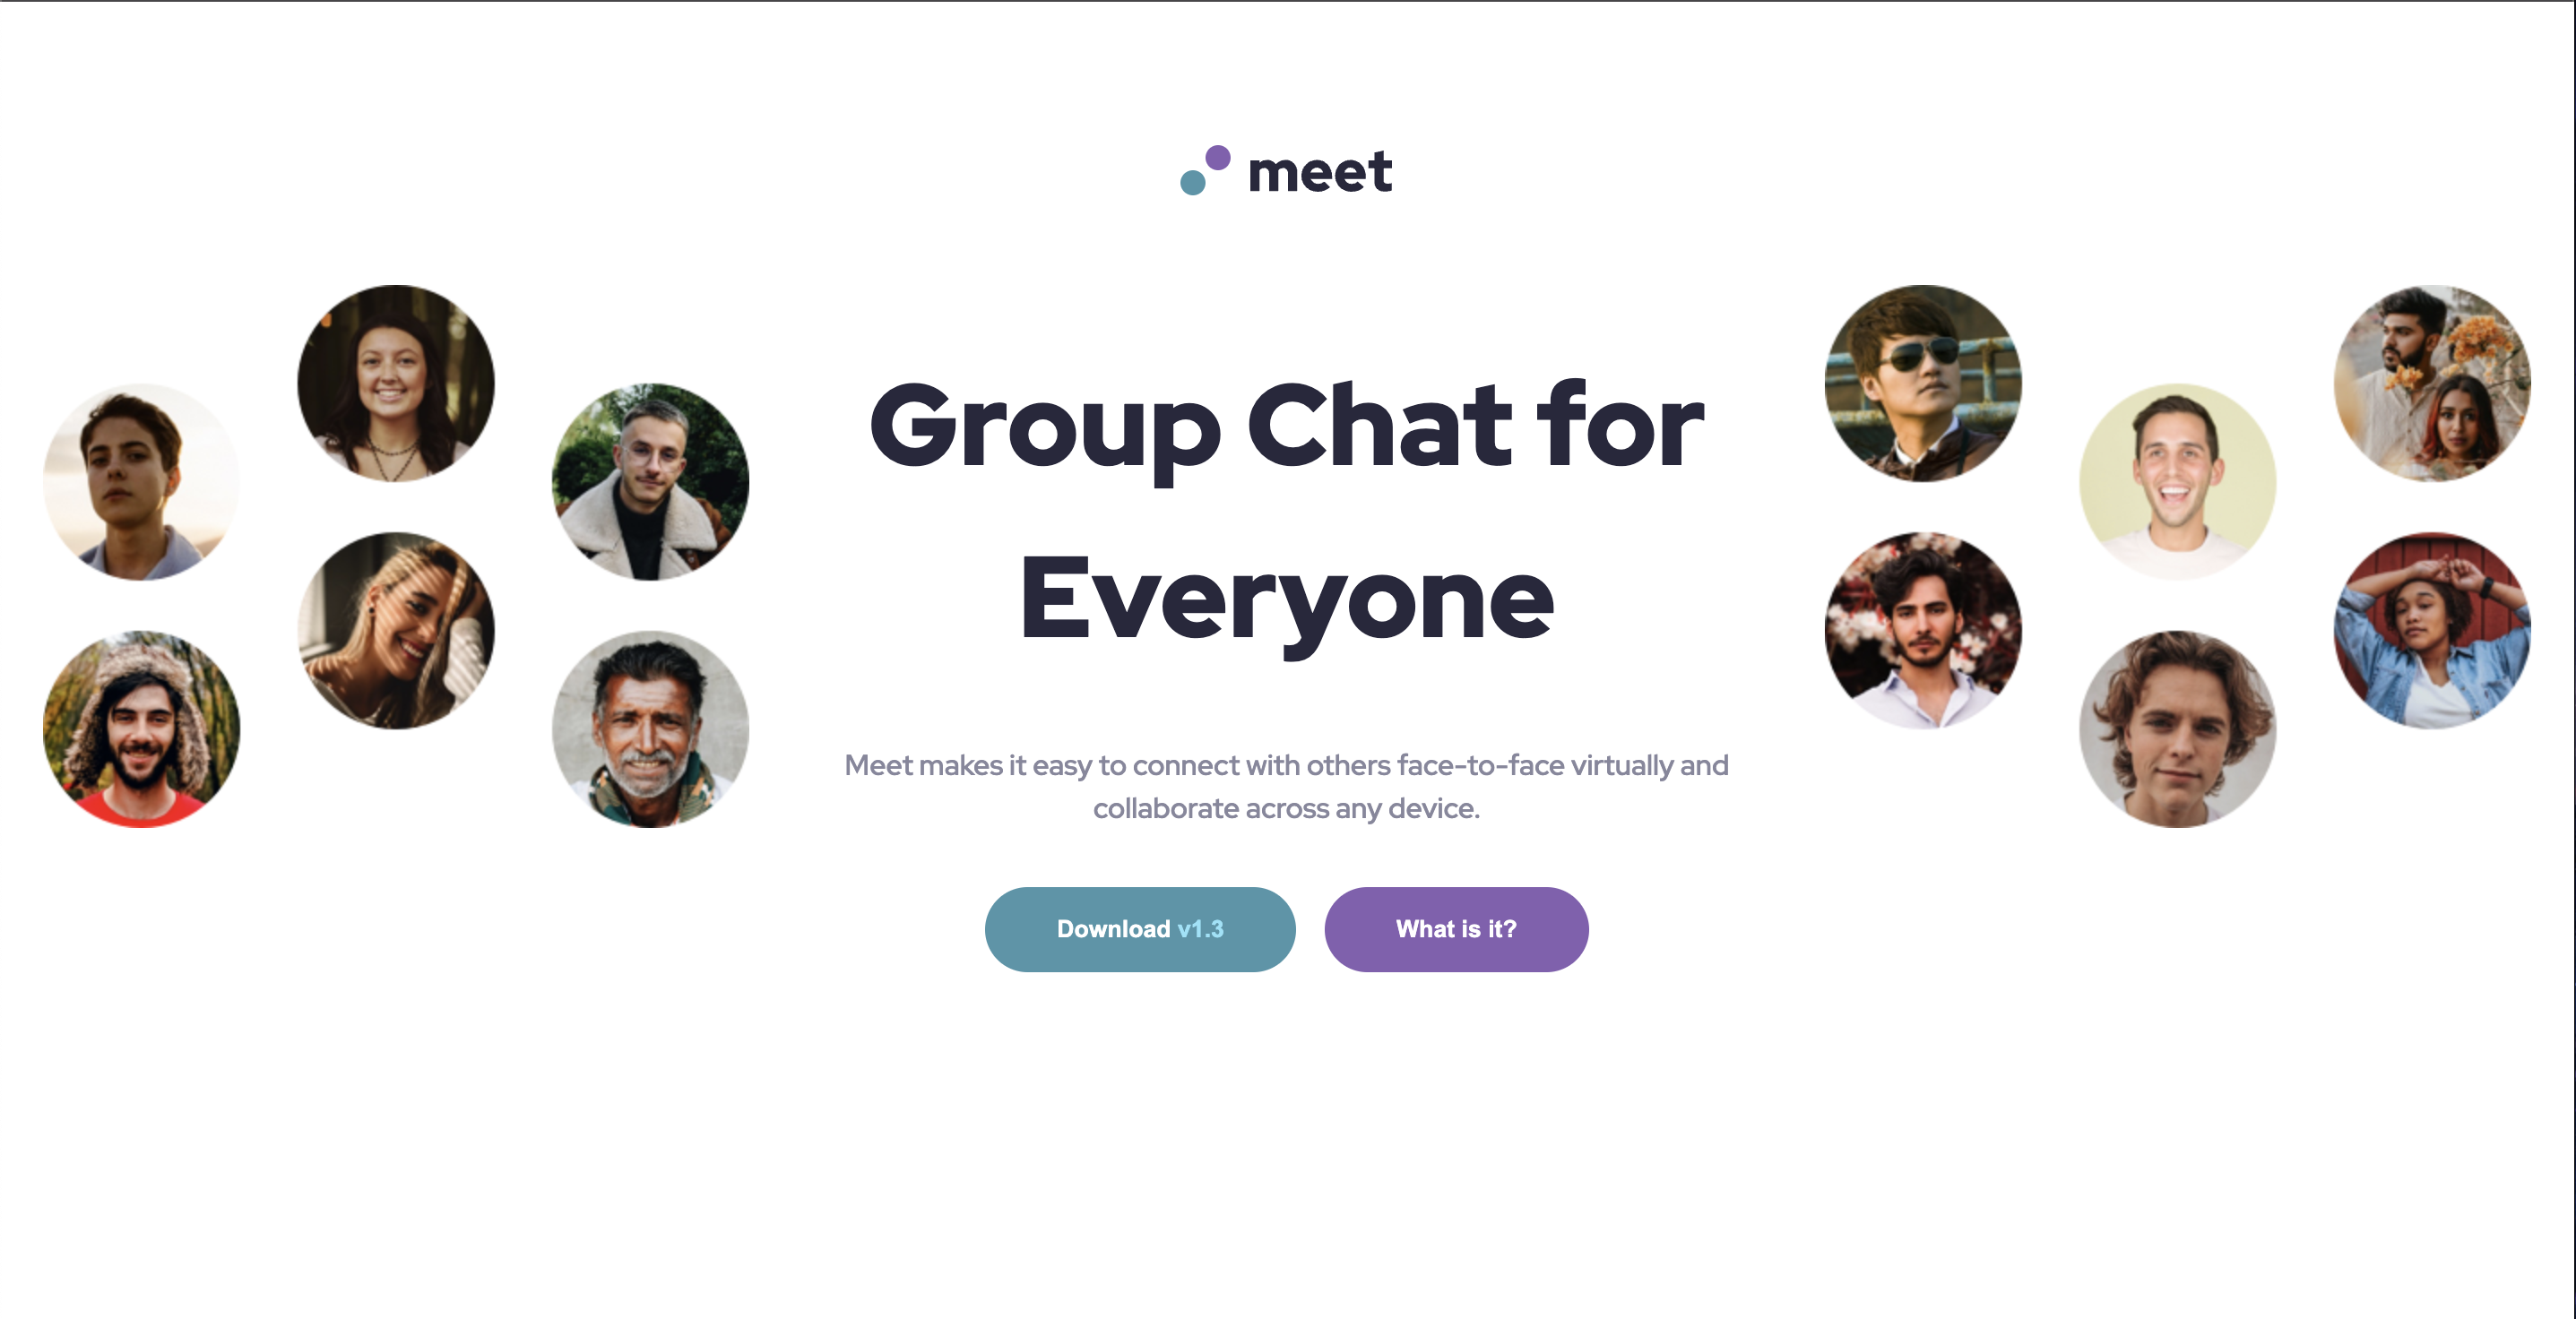 meet
Group Chat for
Everyone
Meet makes it easy to connect with others face-to-face virtually and
collaborate across any device.
Download v1.3
What is it?